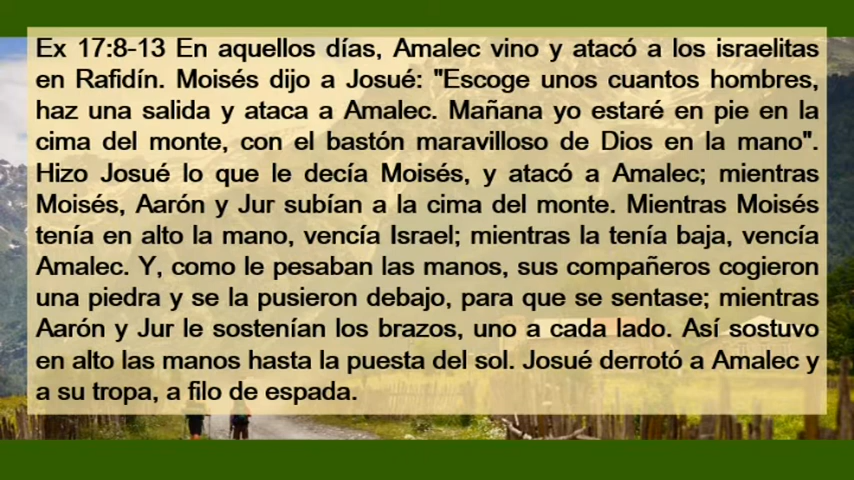 Ex 17:8-13 En aquellos días, Amalec vino y atacó a los israelitas
en Rafidín. Moisés dijo a Josué: "Escoge unos cuantos hombres,
haz una salida y ataca a Amalec. Mañana yo estaré en pie en la
cima del monte, con el bastón maravilloso de Dios en la mano".
Hizo Josué lo que le decía Moisés, y atacó a Amalec; mientras
Moisés, Aarón y Jur subían a la cima del monte. Mientras Moisés
tenía en alto la mano, vencía Israel; mientras la tenía baja, vencía
Amalec. Y, como le pesaban las manos, sus compañeros cogieron
una piedra y se la pusieron debajo, para que se sentase; mientras
Aarón y Jur le sostenían los brazos, uno a cada lado. Así sostuvo
en alto las manos hasta la puesta del sol. Josué derrotó a Amalec y
a su tropa, a filo de espada.